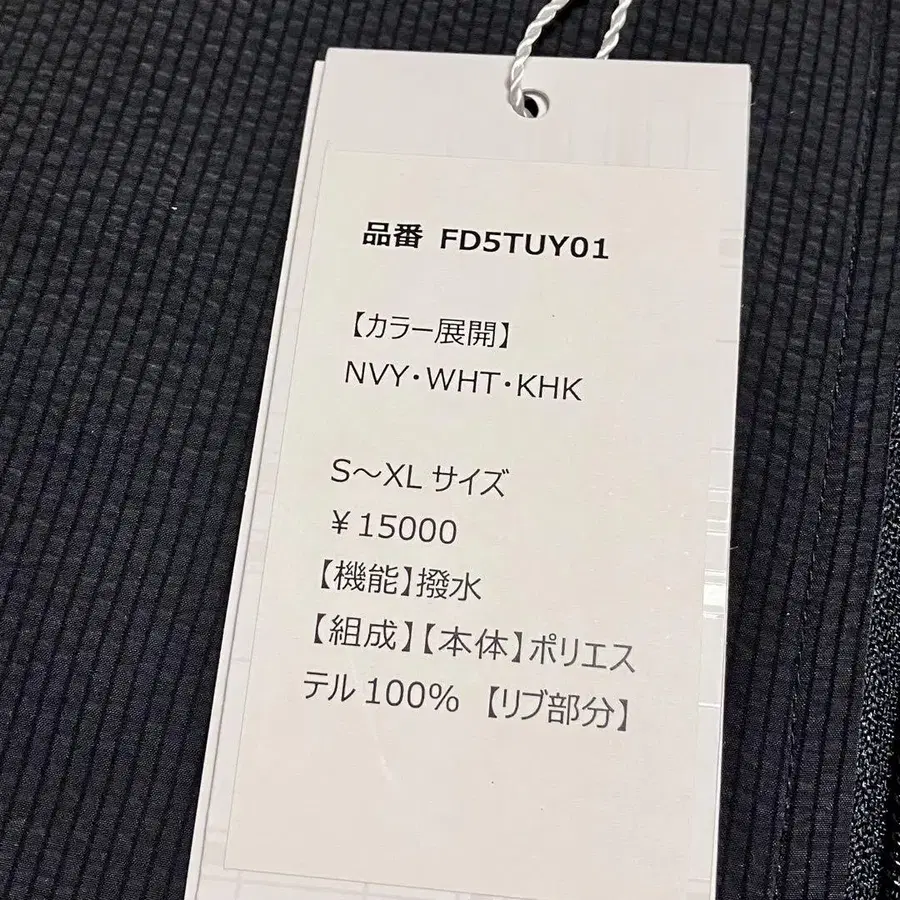 品番 FD5TUY01
【カラー展開】
NVY・WHT・KHK
S～XL サイズ
￥15000
【機能】撥水
【組成】【本体】ポリエス
テル 100% 【リブ部分】